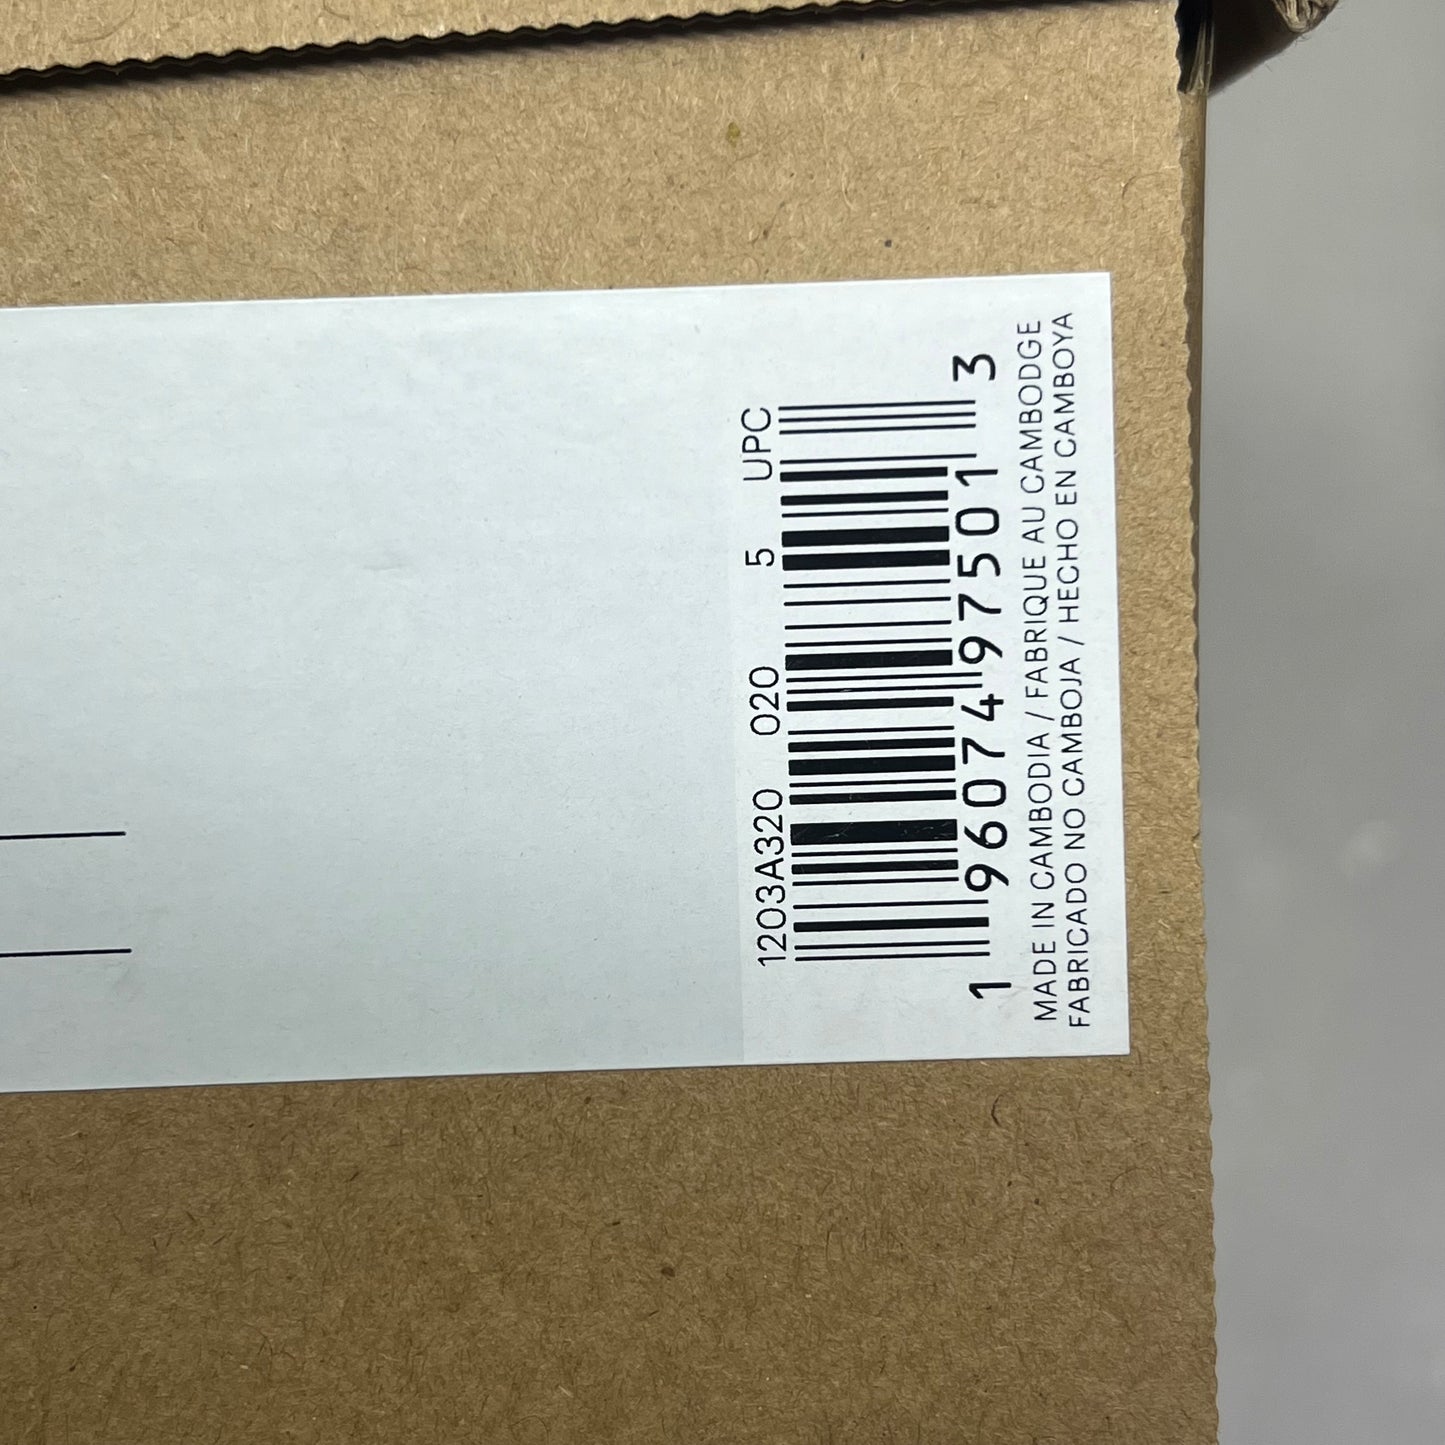 1203A320 020 5 UPC
1 96074 97501 3
MADE IN CAMBODIA / FABRIQUE AU CAMBODGE
FABRICADO NO CAMBOJA / HECHO EN CAMBOYA